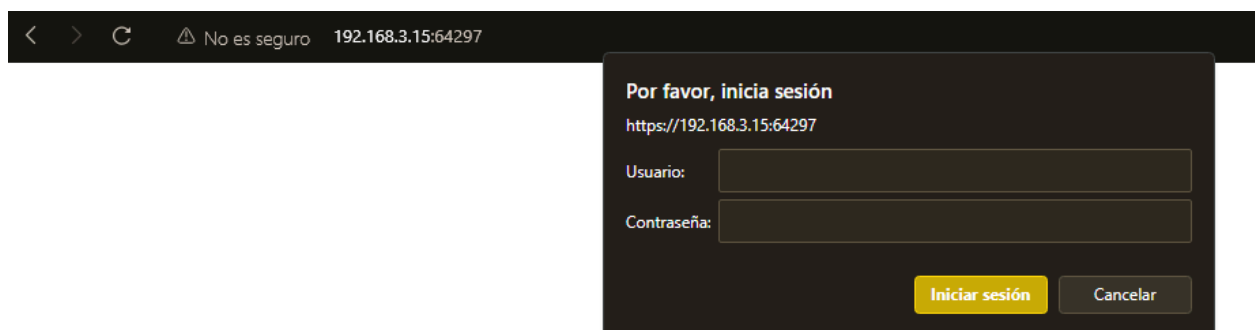 No es seguro 192.168.3.15:64297
Por favor, inicia sesión
https://192.168.3.15:64297
Usuario:
Contraseña:
Iniciar sesión Cancelar